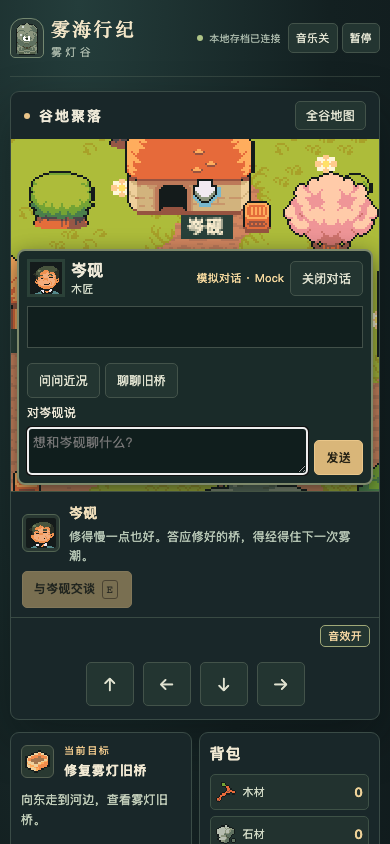 雾海行纪
雾灯谷
本地存档已连接
音乐关
暂停
谷地聚落
全谷地图
岑砚
岑砚
木匠
模拟对话 · Mock
关闭对话
问问近况
聊聊旧桥
对岑砚说
想和岑砚聊什么?
发送
岑砚
修得慢一点也好。答应修好的桥，得经得住下一次雾
潮。
与岑砚交谈 E
音效开
↑ ← ↓ →
当前目标
修复雾灯旧桥
向东走到河边，查看雾灯旧
桥。
背包
木材 0
石材 0